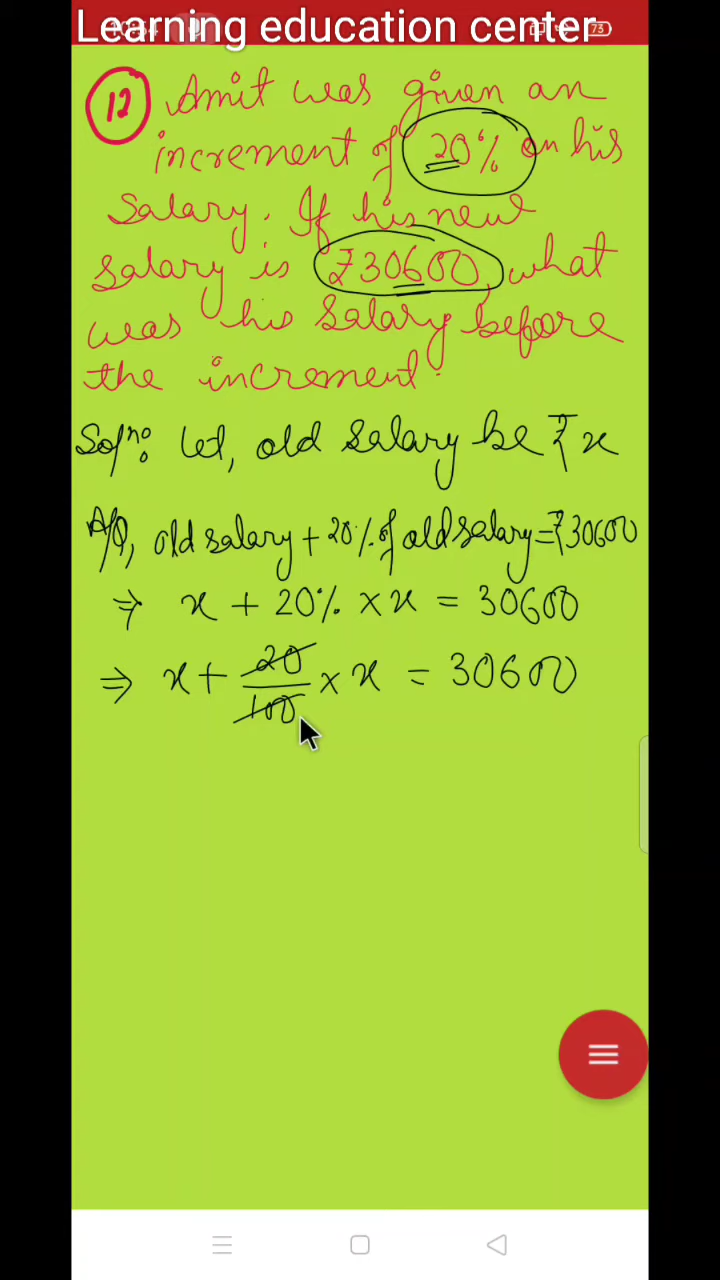 Learning education center
73
12 Amit was given an
increment of 20% on his
salary. If his new
salary is ₹30600, what
was his salary before
the increment.
Solⁿ: Let, old salary be ₹x
A/Q, old salary + 20% of old salary = ₹30600
⇒ x + 20% × x = 30600
⇒ x + 20/100 × x = 30600